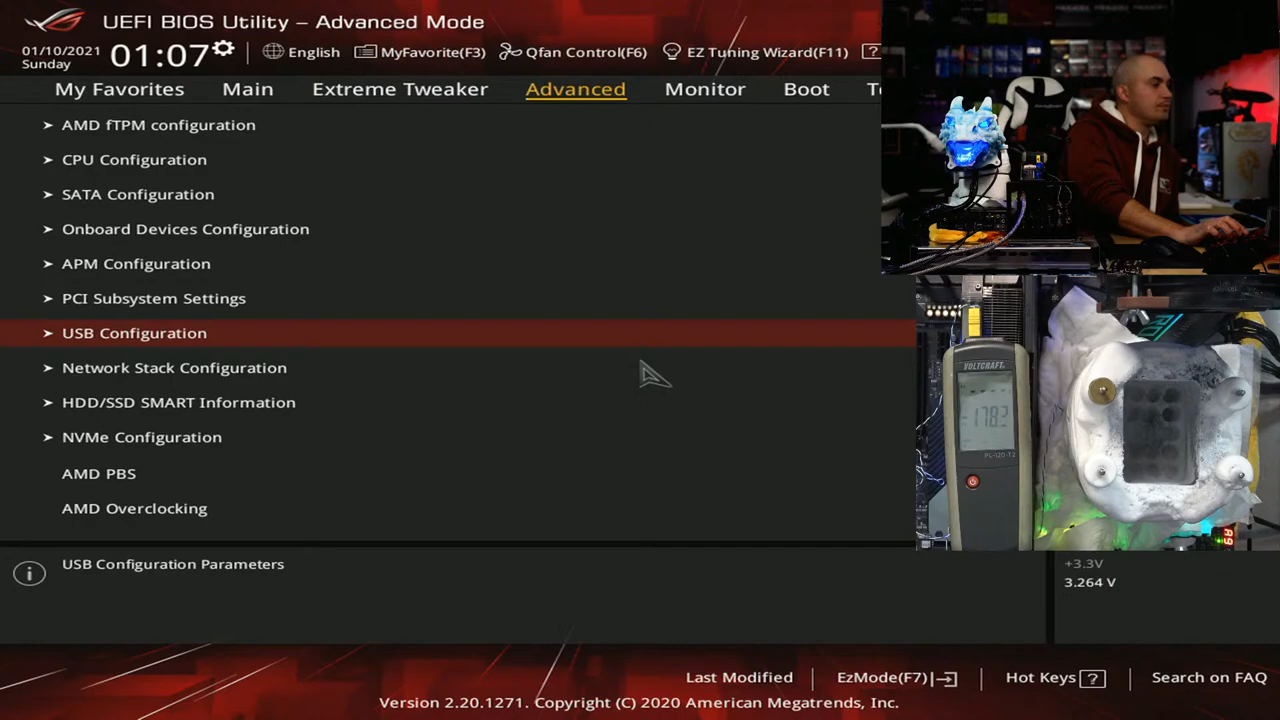 UEFI BIOS Utility – Advanced Mode
01/10/2021
Sunday
01:07
English
MyFavorite(F3)
Qfan Control(F6)
EZ Tuning Wizard(F11)
?
My Favorites
Main
Extreme Tweaker
Advanced
Monitor
Boot
AMD fTPM configuration
CPU Configuration
SATA Configuration
Onboard Devices Configuration
APM Configuration
PCI Subsystem Settings
USB Configuration
Network Stack Configuration
HDD/SSD SMART Information
NVMe Configuration
AMD PBS
AMD Overclocking
VOLTCRAFT
-178.2
PL-120-T2
A9
USB Configuration Parameters
+3.3V
3.264 V
Last Modified
EzMode(F7)
Hot Keys ?
Search on FAQ
Version 2.20.1271. Copyright (C) 2020 American Megatrends, Inc.